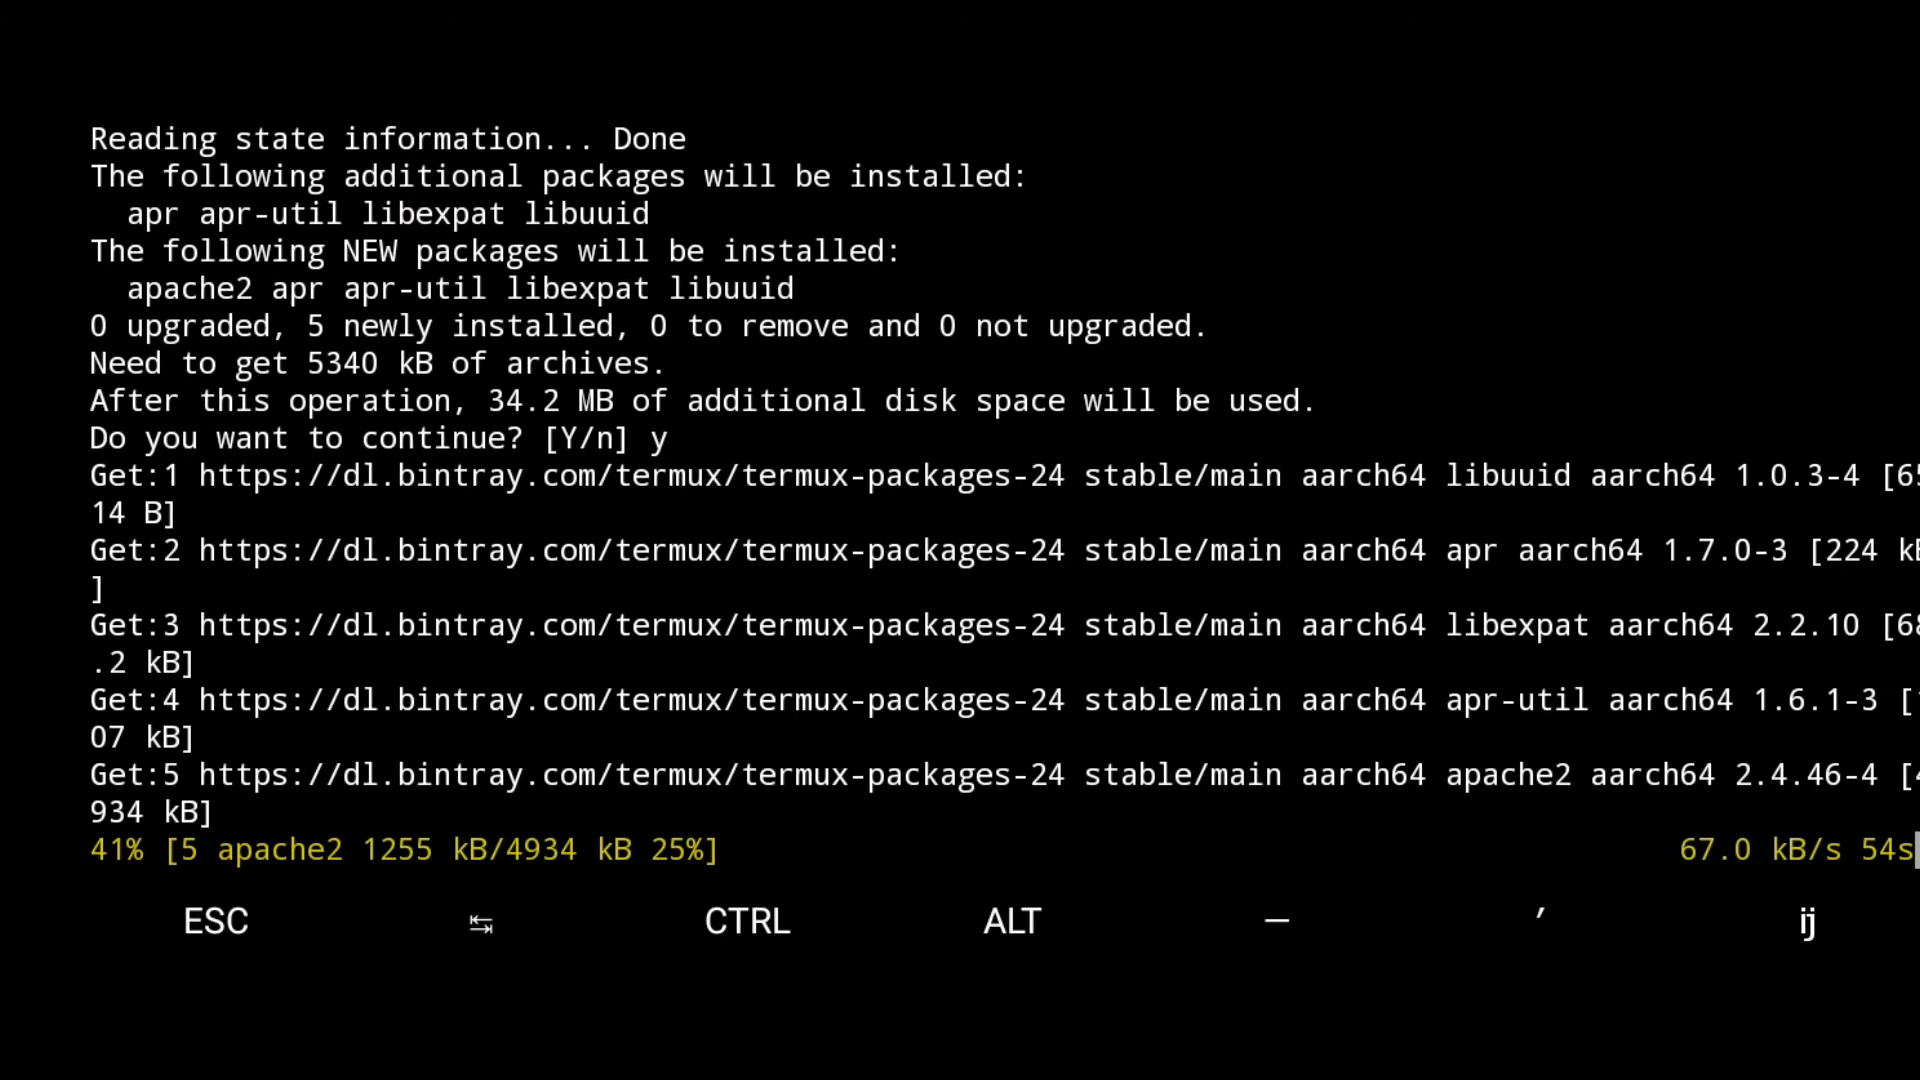 Reading state information... Done
The following additional packages will be installed:
  apr apr-util libexpat libuuid
The following NEW packages will be installed:
  apache2 apr apr-util libexpat libuuid
0 upgraded, 5 newly installed, 0 to remove and 0 not upgraded.
Need to get 5340 kB of archives.
After this operation, 34.2 MB of additional disk space will be used.
Do you want to continue? [Y/n] y
Get:1 https://dl.bintray.com/termux/termux-packages-24 stable/main aarch64 libuuid aarch64 1.0.3-4 [65
14 B]
Get:2 https://dl.bintray.com/termux/termux-packages-24 stable/main aarch64 apr aarch64 1.7.0-3 [224 kB
]
Get:3 https://dl.bintray.com/termux/termux-packages-24 stable/main aarch64 libexpat aarch64 2.2.10 [68
.2 kB]
Get:4 https://dl.bintray.com/termux/termux-packages-24 stable/main aarch64 apr-util aarch64 1.6.1-3 [1
07 kB]
Get:5 https://dl.bintray.com/termux/termux-packages-24 stable/main aarch64 apache2 aarch64 2.4.46-4 [4
934 kB]
41% [5 apache2 1255 kB/4934 kB 25%] 67.0 kB/s 54s
ESC ↹ CTRL ALT — ′ ij